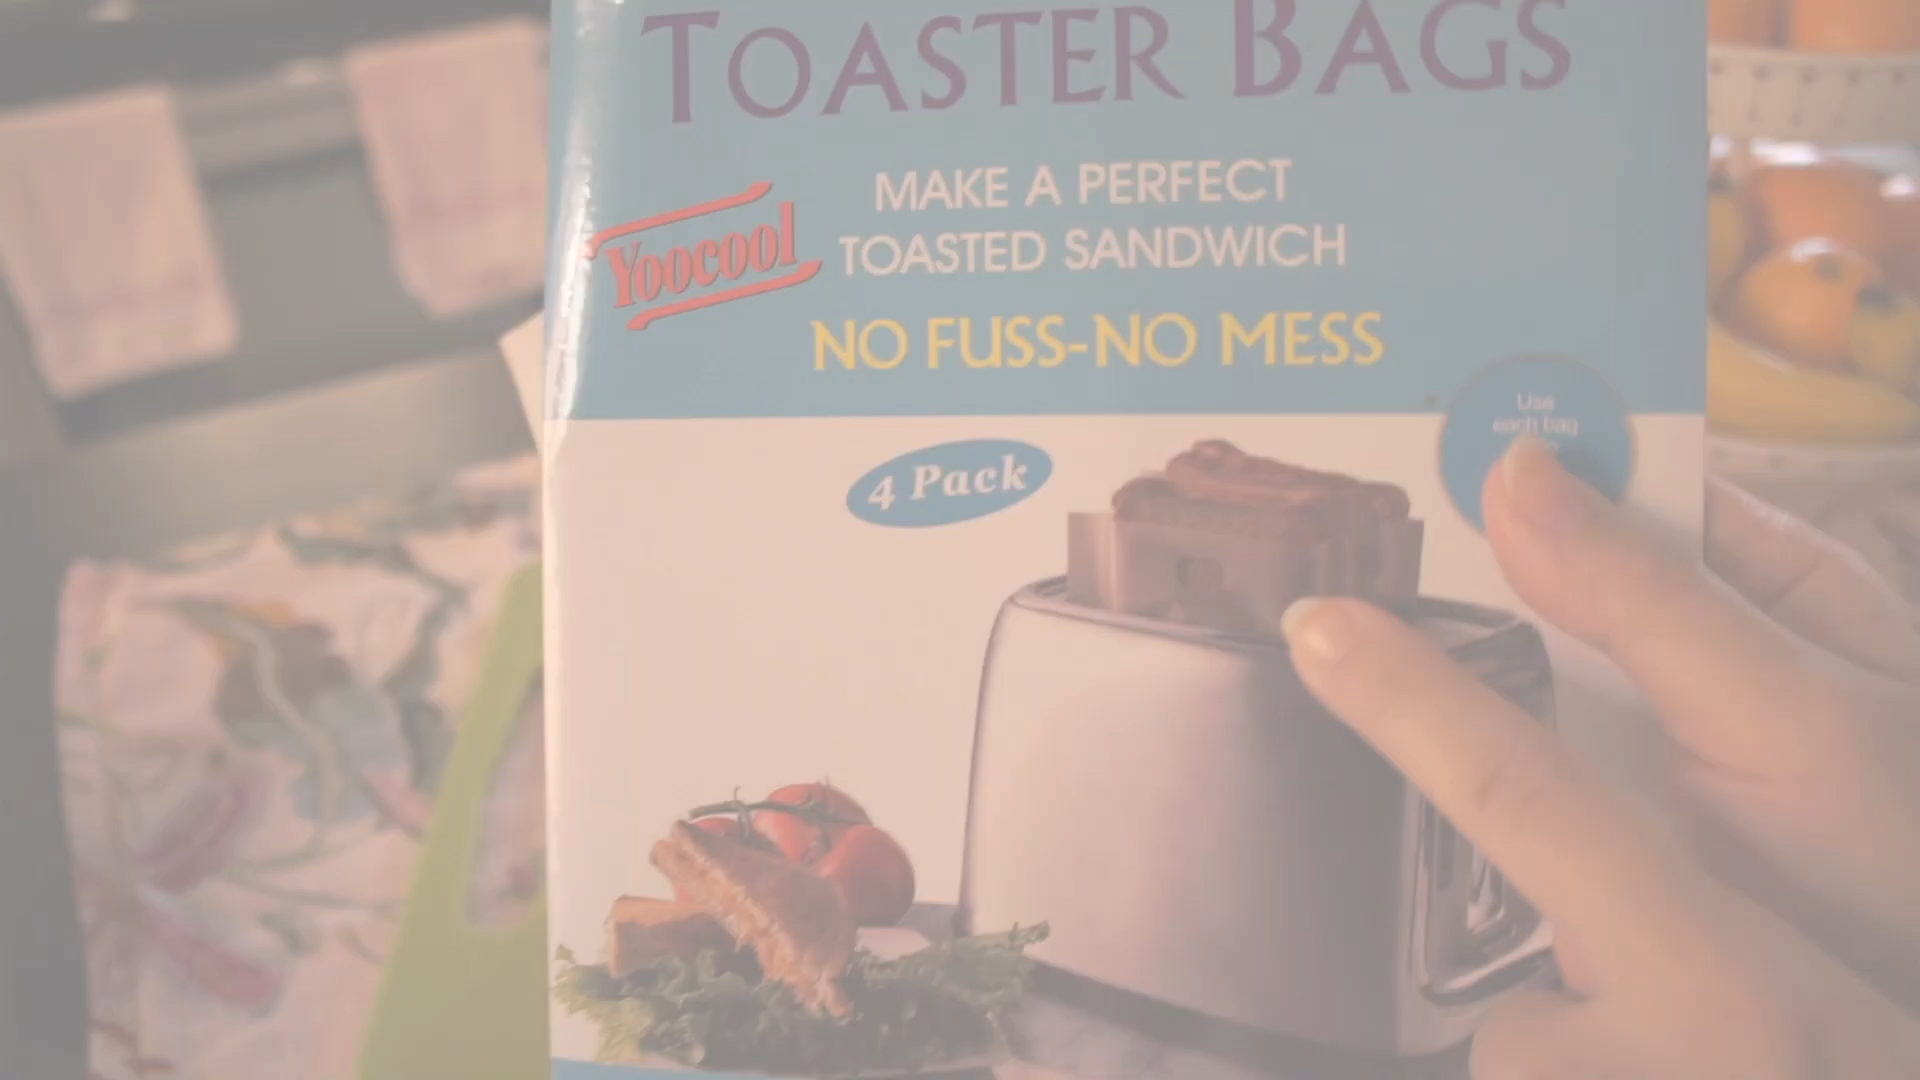 TOASTER BAGS
MAKE A PERFECT
TOASTED SANDWICH
Yoocool
NO FUSS-NO MESS
4 Pack
Use
each bag